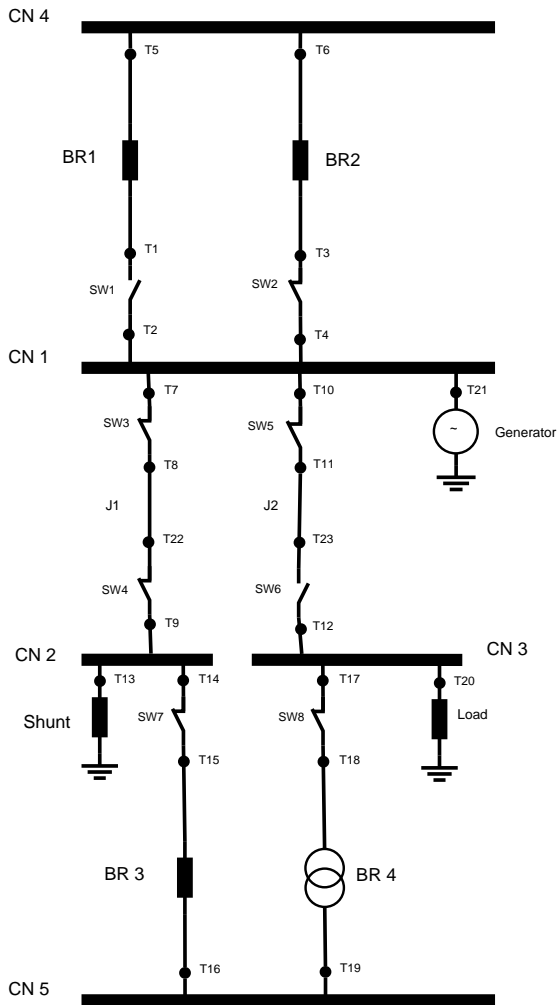 CN 4
T5
T6
BR1
BR2
T1
T3
SW1
SW2
T2
T4
CN 1
T7
T10
T21
SW3
SW5
~
Generator
T8
T11
J1
J2
T22
T23
SW4
SW6
T9
T12
CN 2
CN 3
T13
T14
T17
T20
Shunt
SW7
SW8
Load
T15
T18
BR 3
BR 4
T16
T19
CN 5